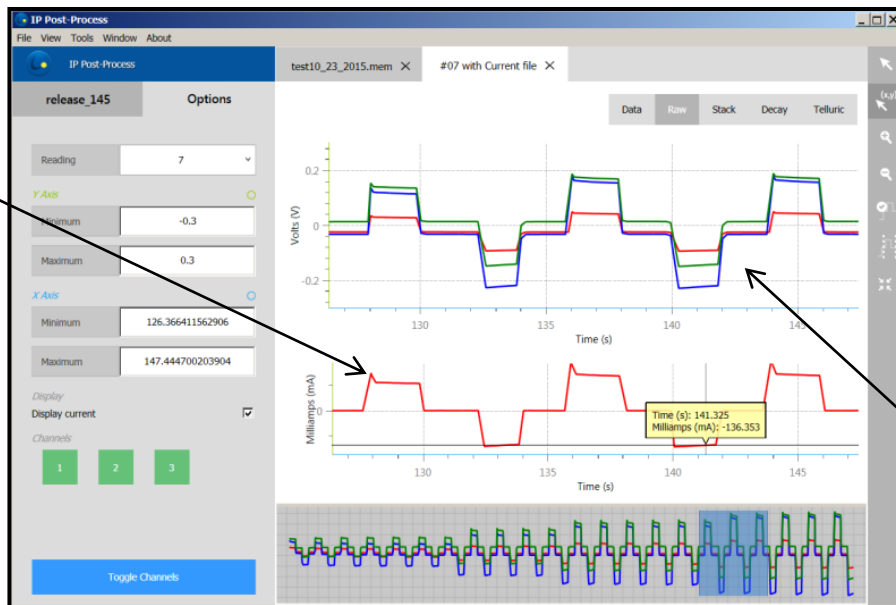 IP Post-Process
File View Tools Window About
IP Post-Process
test10_23_2015.mem
#07 with Current file
release_145
Options
Data
Raw
Stack
Decay
Telluric
(x,y)
Reading
7
Y Axis
Minimum
-0.3
Maximum
0.3
X Axis
Minimum
126.366411562906
Maximum
147.444700203904
Display
Display current
Channels
1
2
3
Toggle Channels
Volts (V)
0.2
0
-0.2
130
135
140
145
Time (s)
Milliamps (mA)
0
Time (s): 141.325
Milliamps (mA): -136.353
130
135
140
145
Time (s)